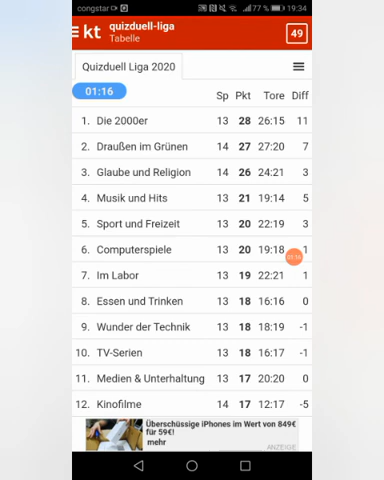 congstar
77 % 19:34
kt quizduell-liga 49
Tabelle
Quizduell Liga 2020
01:16
Sp Pkt Tore Diff
1. Die 2000er 13 28 26:15 11
2. Draußen im Grünen 14 27 27:20 7
3. Glaube und Religion 14 26 24:21 3
4. Musik und Hits 13 21 19:14 5
5. Sport und Freizeit 13 20 22:19 3
6. Computerspiele 13 20 19:18 1
01:16
7. Im Labor 13 19 22:21 1
8. Essen und Trinken 13 18 16:16 0
9. Wunder der Technik 13 18 18:19 -1
10. TV-Serien 13 18 16:17 -1
11. Medien & Unterhaltung 13 17 20:20 0
12. Kinofilme 14 17 12:17 -5
Überschüssige iPhones im Wert von 849€
für 59€!
mehr
ANZEIGE